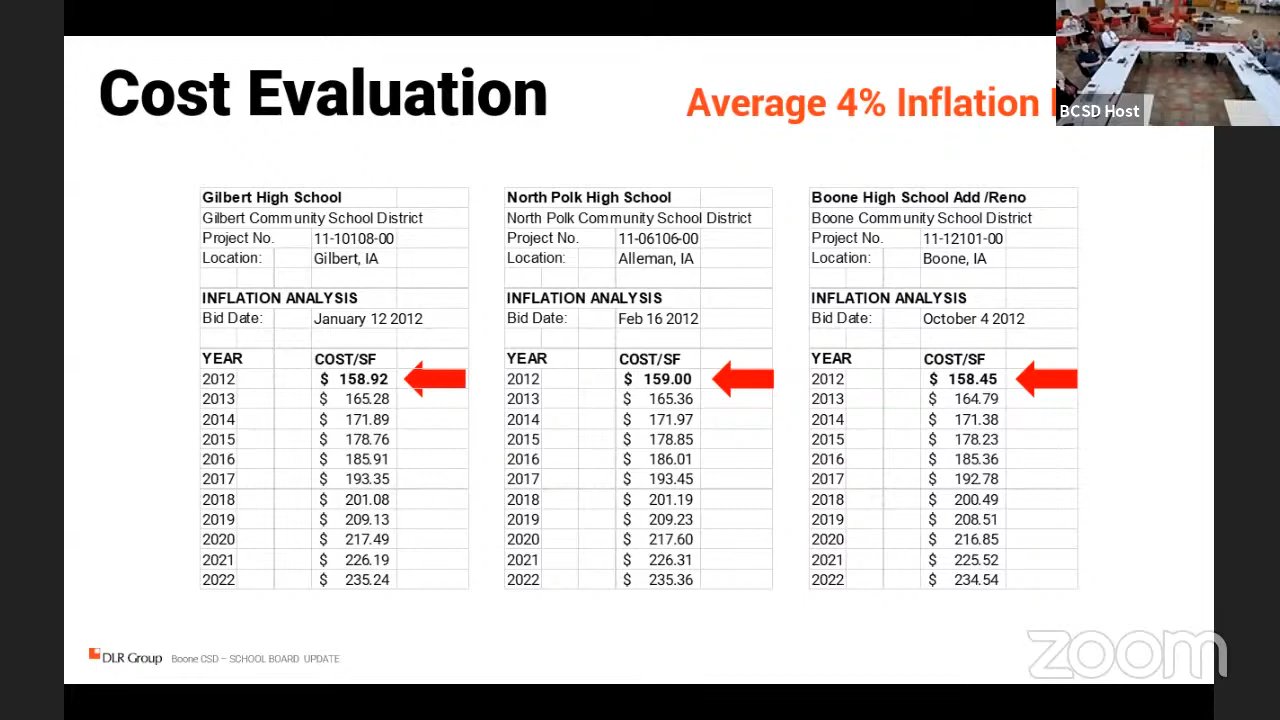 Cost Evaluation
Average 4% Inflation
BCSD Host
Gilbert High School
Gilbert Community School District
Project No. 11-10108-00
Location: Gilbert, IA
INFLATION ANALYSIS
Bid Date: January 12 2012
YEAR COST/SF
2012 $ 158.92
2013 $ 165.28
2014 $ 171.89
2015 $ 178.76
2016 $ 185.91
2017 $ 193.35
2018 $ 201.08
2019 $ 209.13
2020 $ 217.49
2021 $ 226.19
2022 $ 235.24
North Polk High School
North Polk Community School District
Project No. 11-06106-00
Location: Alleman, IA
INFLATION ANALYSIS
Bid Date: Feb 16 2012
YEAR COST/SF
2012 $ 159.00
2013 $ 165.36
2014 $ 171.97
2015 $ 178.85
2016 $ 186.01
2017 $ 193.45
2018 $ 201.19
2019 $ 209.23
2020 $ 217.60
2021 $ 226.31
2022 $ 235.36
Boone High School Add /Reno
Boone Community School District
Project No. 11-12101-00
Location: Boone, IA
INFLATION ANALYSIS
Bid Date: October 4 2012
YEAR COST/SF
2012 $ 158.45
2013 $ 164.79
2014 $ 171.38
2015 $ 178.23
2016 $ 185.36
2017 $ 192.78
2018 $ 200.49
2019 $ 208.51
2020 $ 216.85
2021 $ 225.52
2022 $ 234.54
DLR Group Boone CSD – SCHOOL BOARD UPDATE
zoom